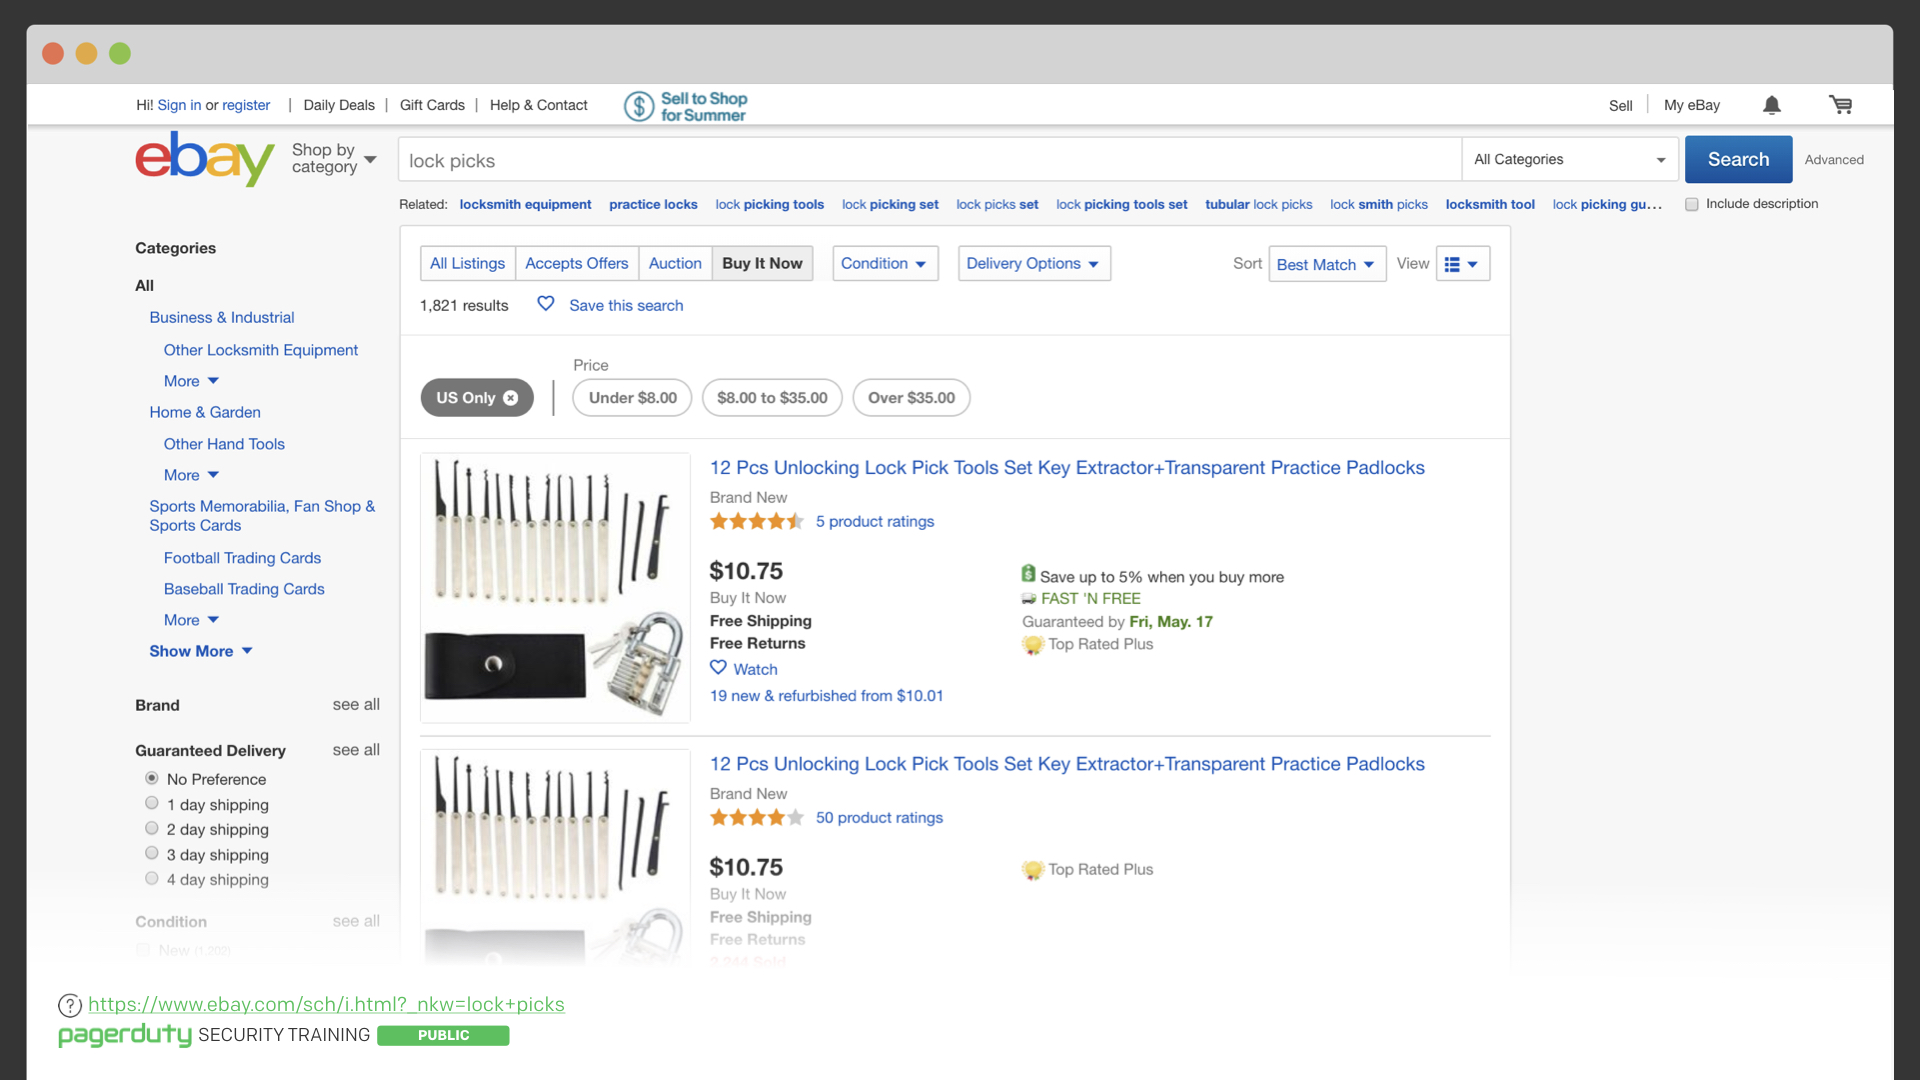 Hi! Sign in or register | Daily Deals | Gift Cards | Help & Contact
Sell to Shop
for Summer
Sell
My eBay
ebay
Shop by
category
lock picks
All Categories
Search
Advanced
Related: locksmith equipment practice locks lock picking tools lock picking set lock picks set lock picking tools set tubular lock picks lock smith picks locksmith tool lock picking gu...
Include description
Categories
All
Business & Industrial
Other Locksmith Equipment
More
Home & Garden
Other Hand Tools
More
Sports Memorabilia, Fan Shop &
Sports Cards
Football Trading Cards
Baseball Trading Cards
More
Show More
Brand see all
Guaranteed Delivery see all
No Preference
1 day shipping
2 day shipping
3 day shipping
4 day shipping
Condition see all
New (1,202)
All Listings Accepts Offers Auction Buy It Now Condition Delivery Options
Sort Best Match View
1,821 results Save this search
Price
US Only Under $8.00 $8.00 to $35.00 Over $35.00
12 Pcs Unlocking Lock Pick Tools Set Key Extractor+Transparent Practice Padlocks
Brand New
5 product ratings
$10.75
Buy It Now
Free Shipping
Free Returns
Watch
19 new & refurbished from $10.01
Save up to 5% when you buy more
FAST 'N FREE
Guaranteed by Fri, May. 17
Top Rated Plus
12 Pcs Unlocking Lock Pick Tools Set Key Extractor+Transparent Practice Padlocks
Brand New
50 product ratings
$10.75
Buy It Now
Free Shipping
Free Returns
2,244 Sold
Top Rated Plus
https://www.ebay.com/sch/i.html?_nkw=lock+picks
pagerduty SECURITY TRAINING PUBLIC